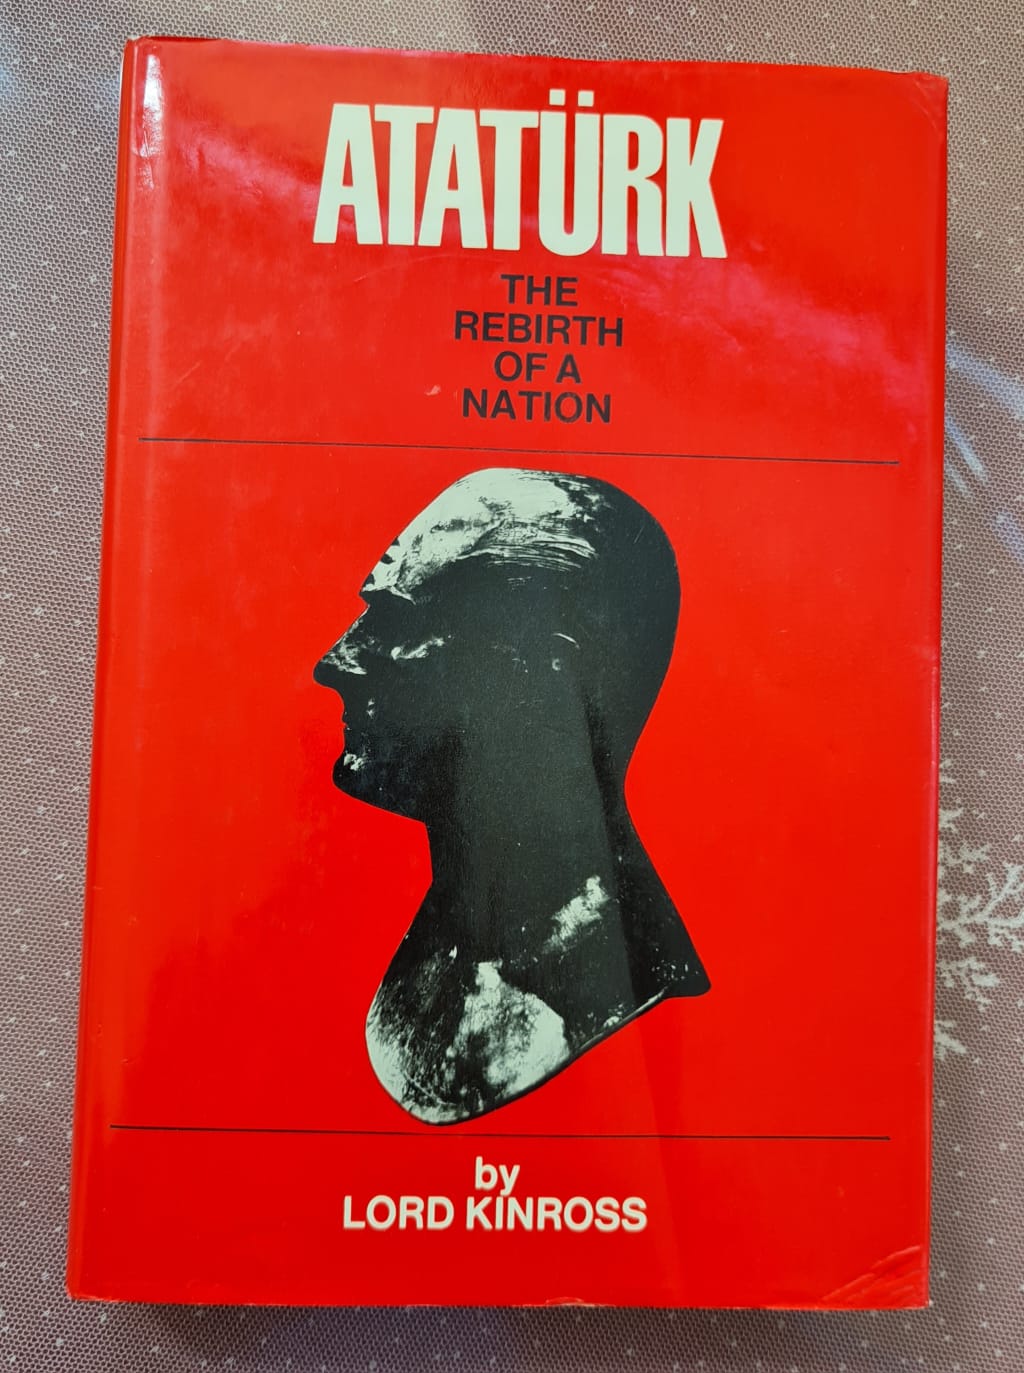 ATATÜRK
THE
REBIRTH
OF A
NATION
by
LORD KINROSS